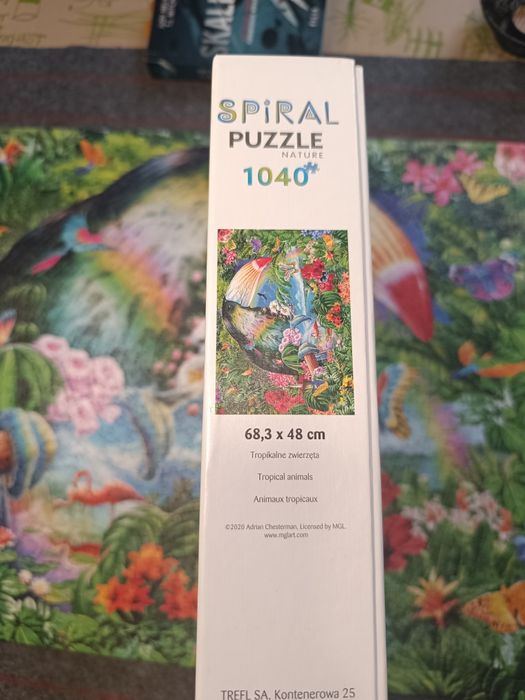 SKAL
SPiRAL
PUZZLE
NATURE
1040
68,3 x 48 cm
Tropikalne zwierzęta
Tropical animals
Animaux tropicaux
©2020 Adrian Chesterman, Licensed by MGL.
www.mglart.com
TREFL SA, Kontenerowa 25